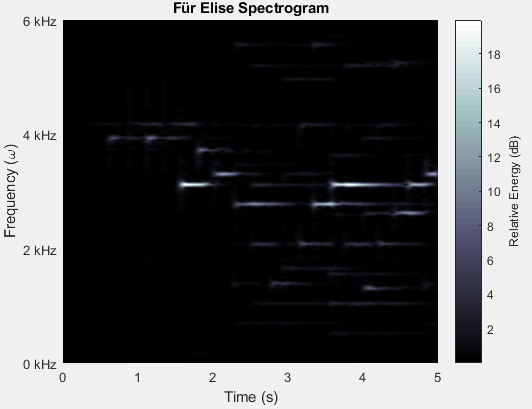 Für Elise Spectrogram
6 kHz
4 kHz
2 kHz
0 kHz
Frequency (ω)
0
1
2
3
4
5
Time (s)
18
16
14
12
10
8
6
4
2
Relative Energy (dB)